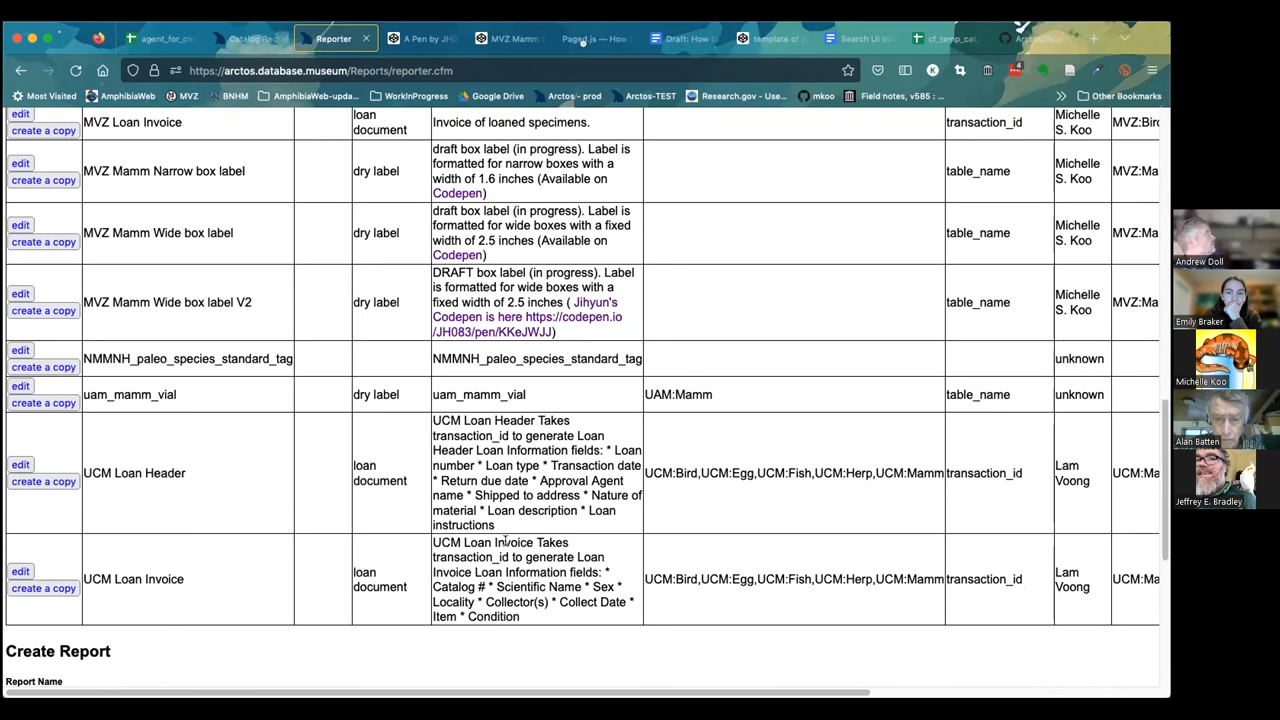 agent_for_cle
Catalog Rec
Reporter
A Pen by JH0
MVZ Mamm
Paged.js — How
Draft: How t
template of
Search UI In
cf_temp_cat
https://arctos.database.museum/Reports/reporter.cfm
4
Most Visited
AmphibiaWeb
MVZ
BNHM
AmphibiaWeb-upda...
WorkInProgress
Google Drive
Arctos - prod
Arctos-TEST
Research.gov - Use...
mkoo
Field notes, v585 : ...
Other Bookmarks
edit
create a copy
MVZ Loan Invoice
loan
document
Invoice of loaned specimens.
transaction_id
Michelle
S. Koo
MVZ:Bird
edit
create a copy
MVZ Mamm Narrow box label
dry label
draft box label (in progress). Label is
formatted for narrow boxes with a
width of 1.6 inches (Available on
Codepen)
table_name
Michelle
S. Koo
MVZ:Ma
edit
create a copy
MVZ Mamm Wide box label
dry label
draft box label (in progress). Label is
formatted for wide boxes with a fixed
width of 2.5 inches (Available on
Codepen)
table_name
Michelle
S. Koo
MVZ:Ma
edit
create a copy
MVZ Mamm Wide box label V2
dry label
DRAFT box label (in progress). Label
is formatted for wide boxes with a
fixed width of 2.5 inches ( Jihyun's
Codepen is here https://codepen.io
/JH083/pen/KKeJWJJ)
table_name
Michelle
S. Koo
MVZ:Ma
edit
create a copy
NMMNH_paleo_species_standard_tag
NMMNH_paleo_species_standard_tag
unknown
edit
create a copy
uam_mamm_vial
dry label
uam_mamm_vial
UAM:Mamm
table_name
unknown
edit
create a copy
UCM Loan Header
loan
document
UCM Loan Header Takes
transaction_id to generate Loan
Header Loan Information fields: * Loan
number * Loan type * Transaction date
* Return due date * Approval Agent
name * Shipped to address * Nature of
material * Loan description * Loan
instructions
UCM:Bird,UCM:Egg,UCM:Fish,UCM:Herp,UCM:Mamm
transaction_id
Lam
Voong
UCM:Ma
edit
create a copy
UCM Loan Invoice
loan
document
UCM Loan Invoice Takes
transaction_id to generate Loan
Invoice Loan Information fields: *
Catalog # * Scientific Name * Sex *
Locality * Collector(s) * Collect Date *
Item * Condition
UCM:Bird,UCM:Egg,UCM:Fish,UCM:Herp,UCM:Mamm
transaction_id
Lam
Voong
UCM:Ma
Create Report
Report Name
Andrew Doll
Emily Braker
Michelle Koo
Alan Batten
Jeffrey E. Bradley